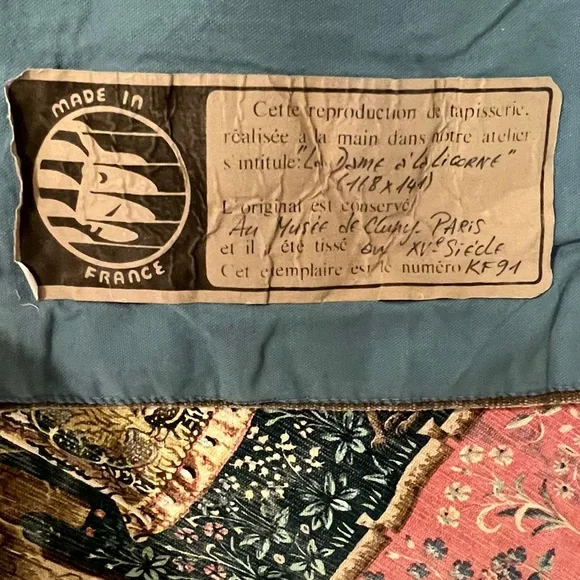 MADE IN
FRANCE
Cette reproduction de tapisserie,
réalisée à la main dans notre atelier
s'intitule: "La Dame à la Licorne"
(168 x 141)
L'original est conservé
Au Musée de Cluny PARIS
et il a été tissé au XVe Siècle
Cet exemplaire est le numéro KF91